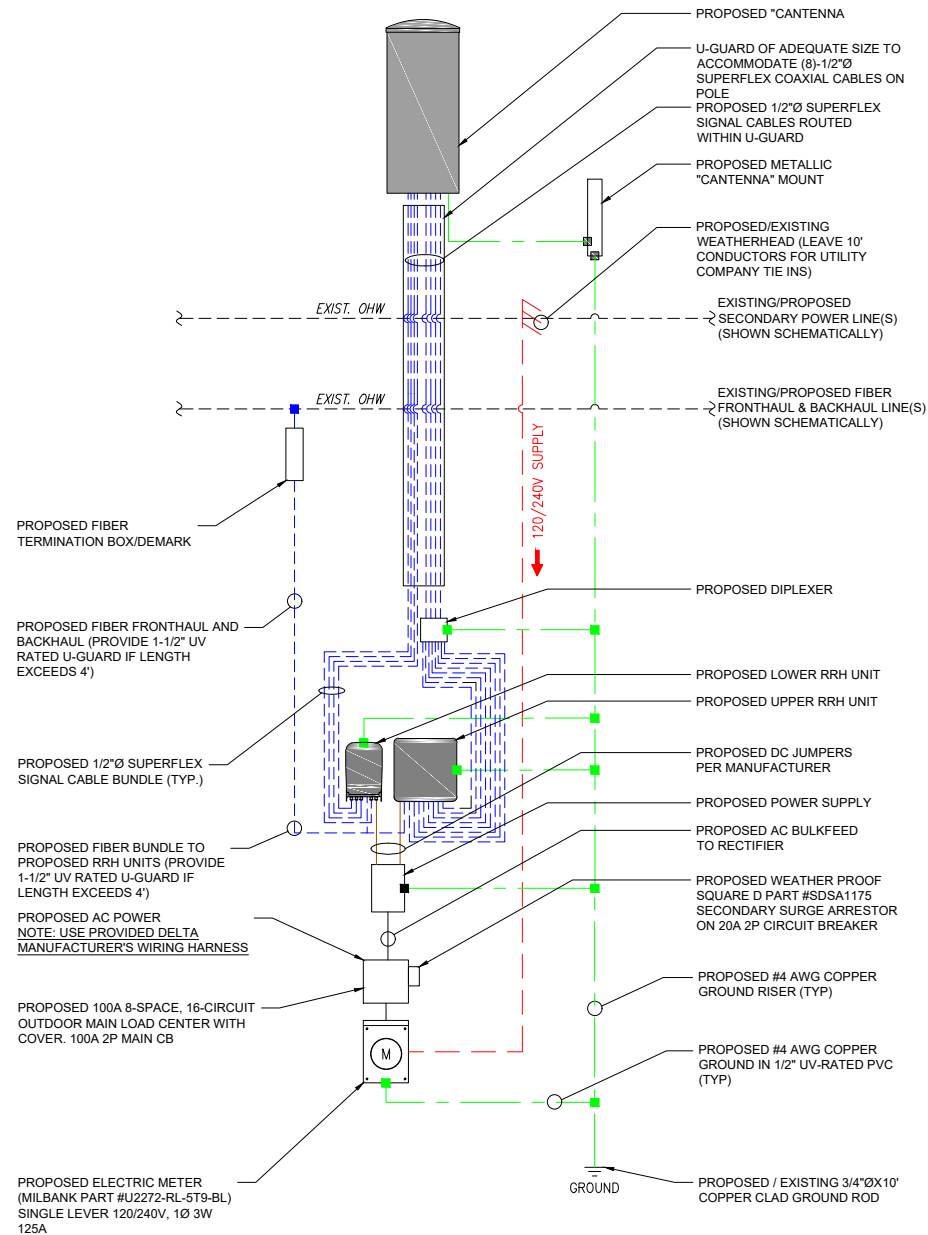 PROPOSED "CANTENNA
U-GUARD OF ADEQUATE SIZE TO
ACCOMMODATE (8)-1/2"Ø
SUPERFLEX COAXIAL CABLES ON
POLE
PROPOSED 1/2"Ø SUPERFLEX
SIGNAL CABLES ROUTED
WITHIN U-GUARD
PROPOSED METALLIC
"CANTENNA" MOUNT
PROPOSED/EXISTING
WEATHERHEAD (LEAVE 10'
CONDUCTORS FOR UTILITY
COMPANY TIE INS)
EXIST. OHW
EXISTING/PROPOSED
SECONDARY POWER LINE(S)
(SHOWN SCHEMATICALLY)
EXIST. OHW
EXISTING/PROPOSED FIBER
FRONTHAUL & BACKHAUL LINE(S)
(SHOWN SCHEMATICALLY)
120/240V SUPPLY
PROPOSED FIBER
TERMINATION BOX/DEMARK
PROPOSED DIPLEXER
PROPOSED FIBER FRONTHAUL AND
BACKHAUL (PROVIDE 1-1/2" UV
RATED U-GUARD IF LENGTH
EXCEEDS 4')
PROPOSED LOWER RRH UNIT
PROPOSED UPPER RRH UNIT
PROPOSED 1/2"Ø SUPERFLEX
SIGNAL CABLE BUNDLE (TYP.)
PROPOSED DC JUMPERS
PER MANUFACTURER
PROPOSED POWER SUPPLY
PROPOSED AC BULKFEED
TO RECTIFIER
PROPOSED FIBER BUNDLE TO
PROPOSED RRH UNITS (PROVIDE
1-1/2" UV RATED U-GUARD IF
LENGTH EXCEEDS 4')
PROPOSED WEATHER PROOF
SQUARE D PART #SDSA1175
SECONDARY SURGE ARRESTOR
ON 20A 2P CIRCUIT BREAKER
PROPOSED AC POWER
NOTE: USE PROVIDED DELTA
MANUFACTURER'S WIRING HARNESS
PROPOSED #4 AWG COPPER
GROUND RISER (TYP)
PROPOSED 100A 8-SPACE, 16-CIRCUIT
OUTDOOR MAIN LOAD CENTER WITH
COVER. 100A 2P MAIN CB
M
PROPOSED #4 AWG COPPER
GROUND IN 1/2" UV-RATED PVC
(TYP)
PROPOSED ELECTRIC METER
(MILBANK PART #U2272-RL-5T9-BL)
SINGLE LEVER 120/240V, 1Ø 3W
125A
GROUND
PROPOSED / EXISTING 3/4"ØX10'
COPPER CLAD GROUND ROD